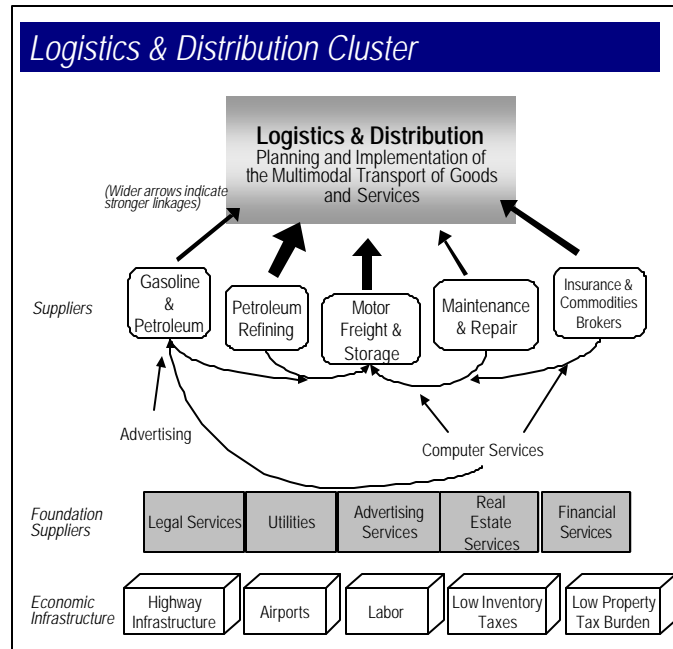 Logistics & Distribution Cluster
Logistics & Distribution
Planning and Implementation of
the Multimodal Transport of Goods
and Services
(Wider arrows indicate
stronger linkages)
Suppliers
Gasoline
&
Petroleum
Petroleum
Refining
Motor
Freight &
Storage
Maintenance
& Repair
Insurance &
Commodities
Brokers
Advertising
Computer Services
Foundation
Suppliers
Legal Services
Utilities
Advertising
Services
Real
Estate
Services
Financial
Services
Economic
Infrastructure
Highway
Infrastructure
Airports
Labor
Low Inventory
Taxes
Low Property
Tax Burden